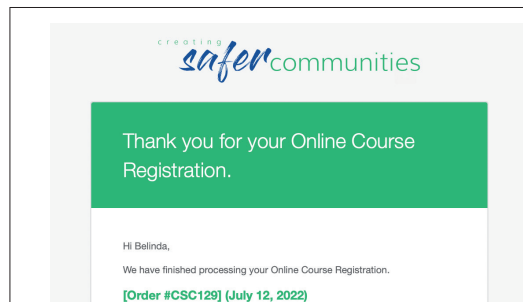 creating
safer communities
Thank you for your Online Course
Registration.
Hi Belinda,
We have finished processing your Online Course Registration.
[Order #CSC129] (July 12, 2022)